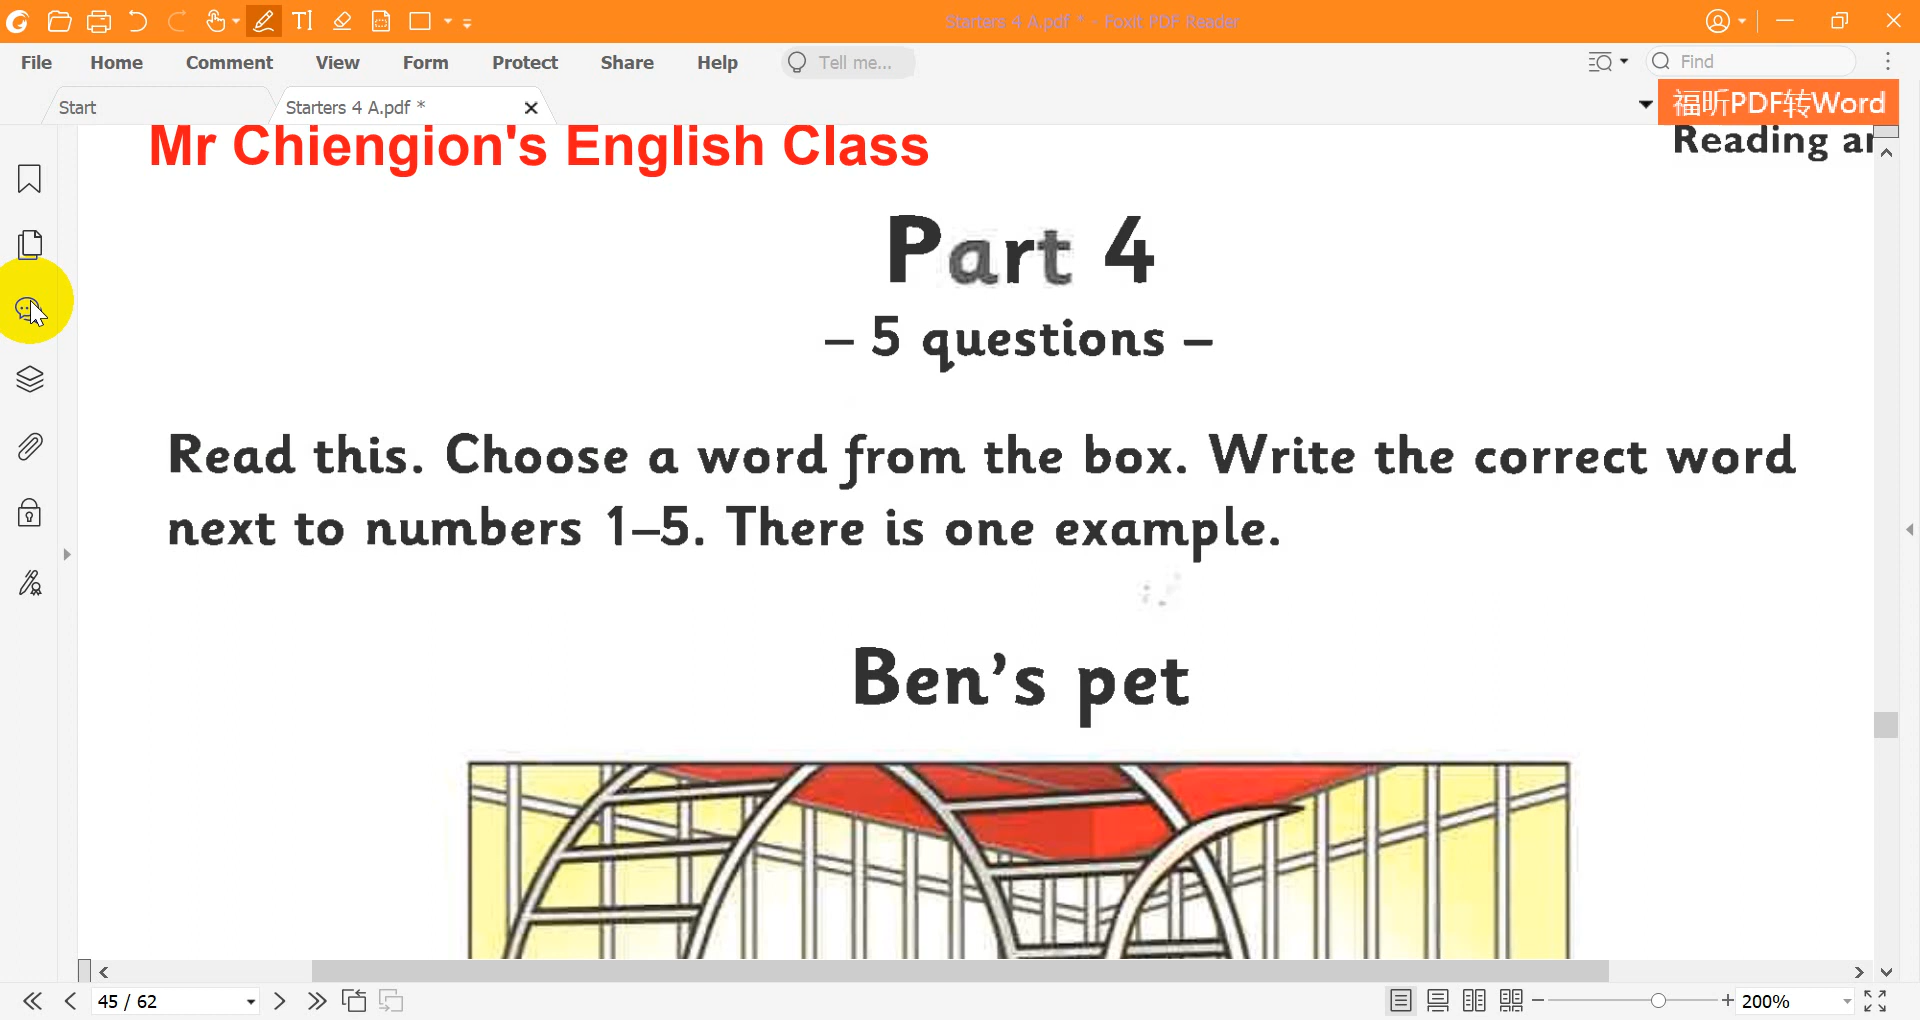 Starters 4 A.pdf * - Foxit PDF Reader
File Home Comment View Form Protect Share Help Tell me... Find
Start Starters 4 A.pdf * 福昕PDF转Word
Mr Chiengion's English Class
Reading
Part 4
– 5 questions –
Read this. Choose a word from the box. Write the correct word
next to numbers 1–5. There is one example.
Ben's pet
45 / 62 200%